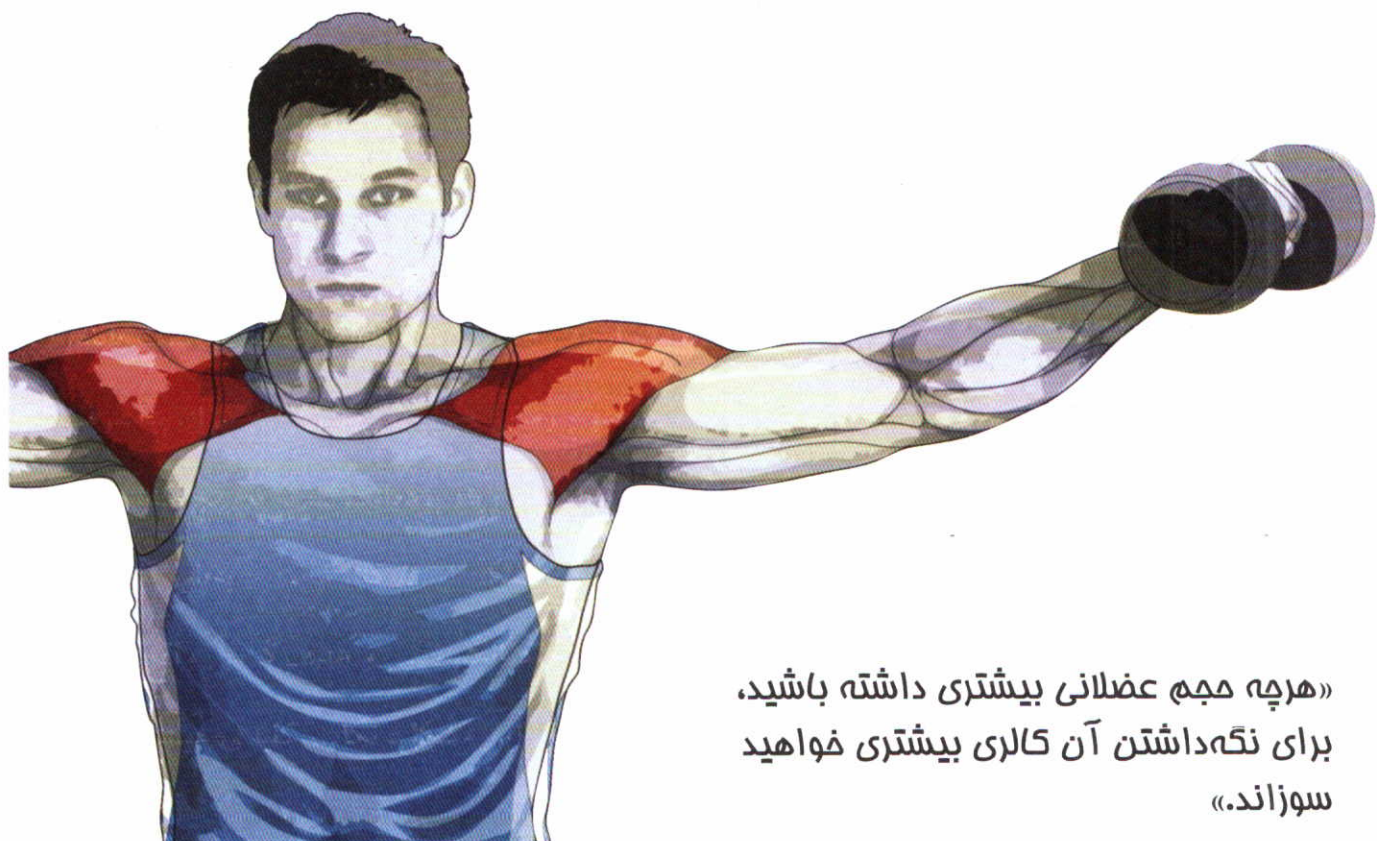 «هرچه حجم عضلانی بیشتری داشته باشید،
برای نگه‌داشتن آن کالری بیشتری خواهید
سوزاند.»